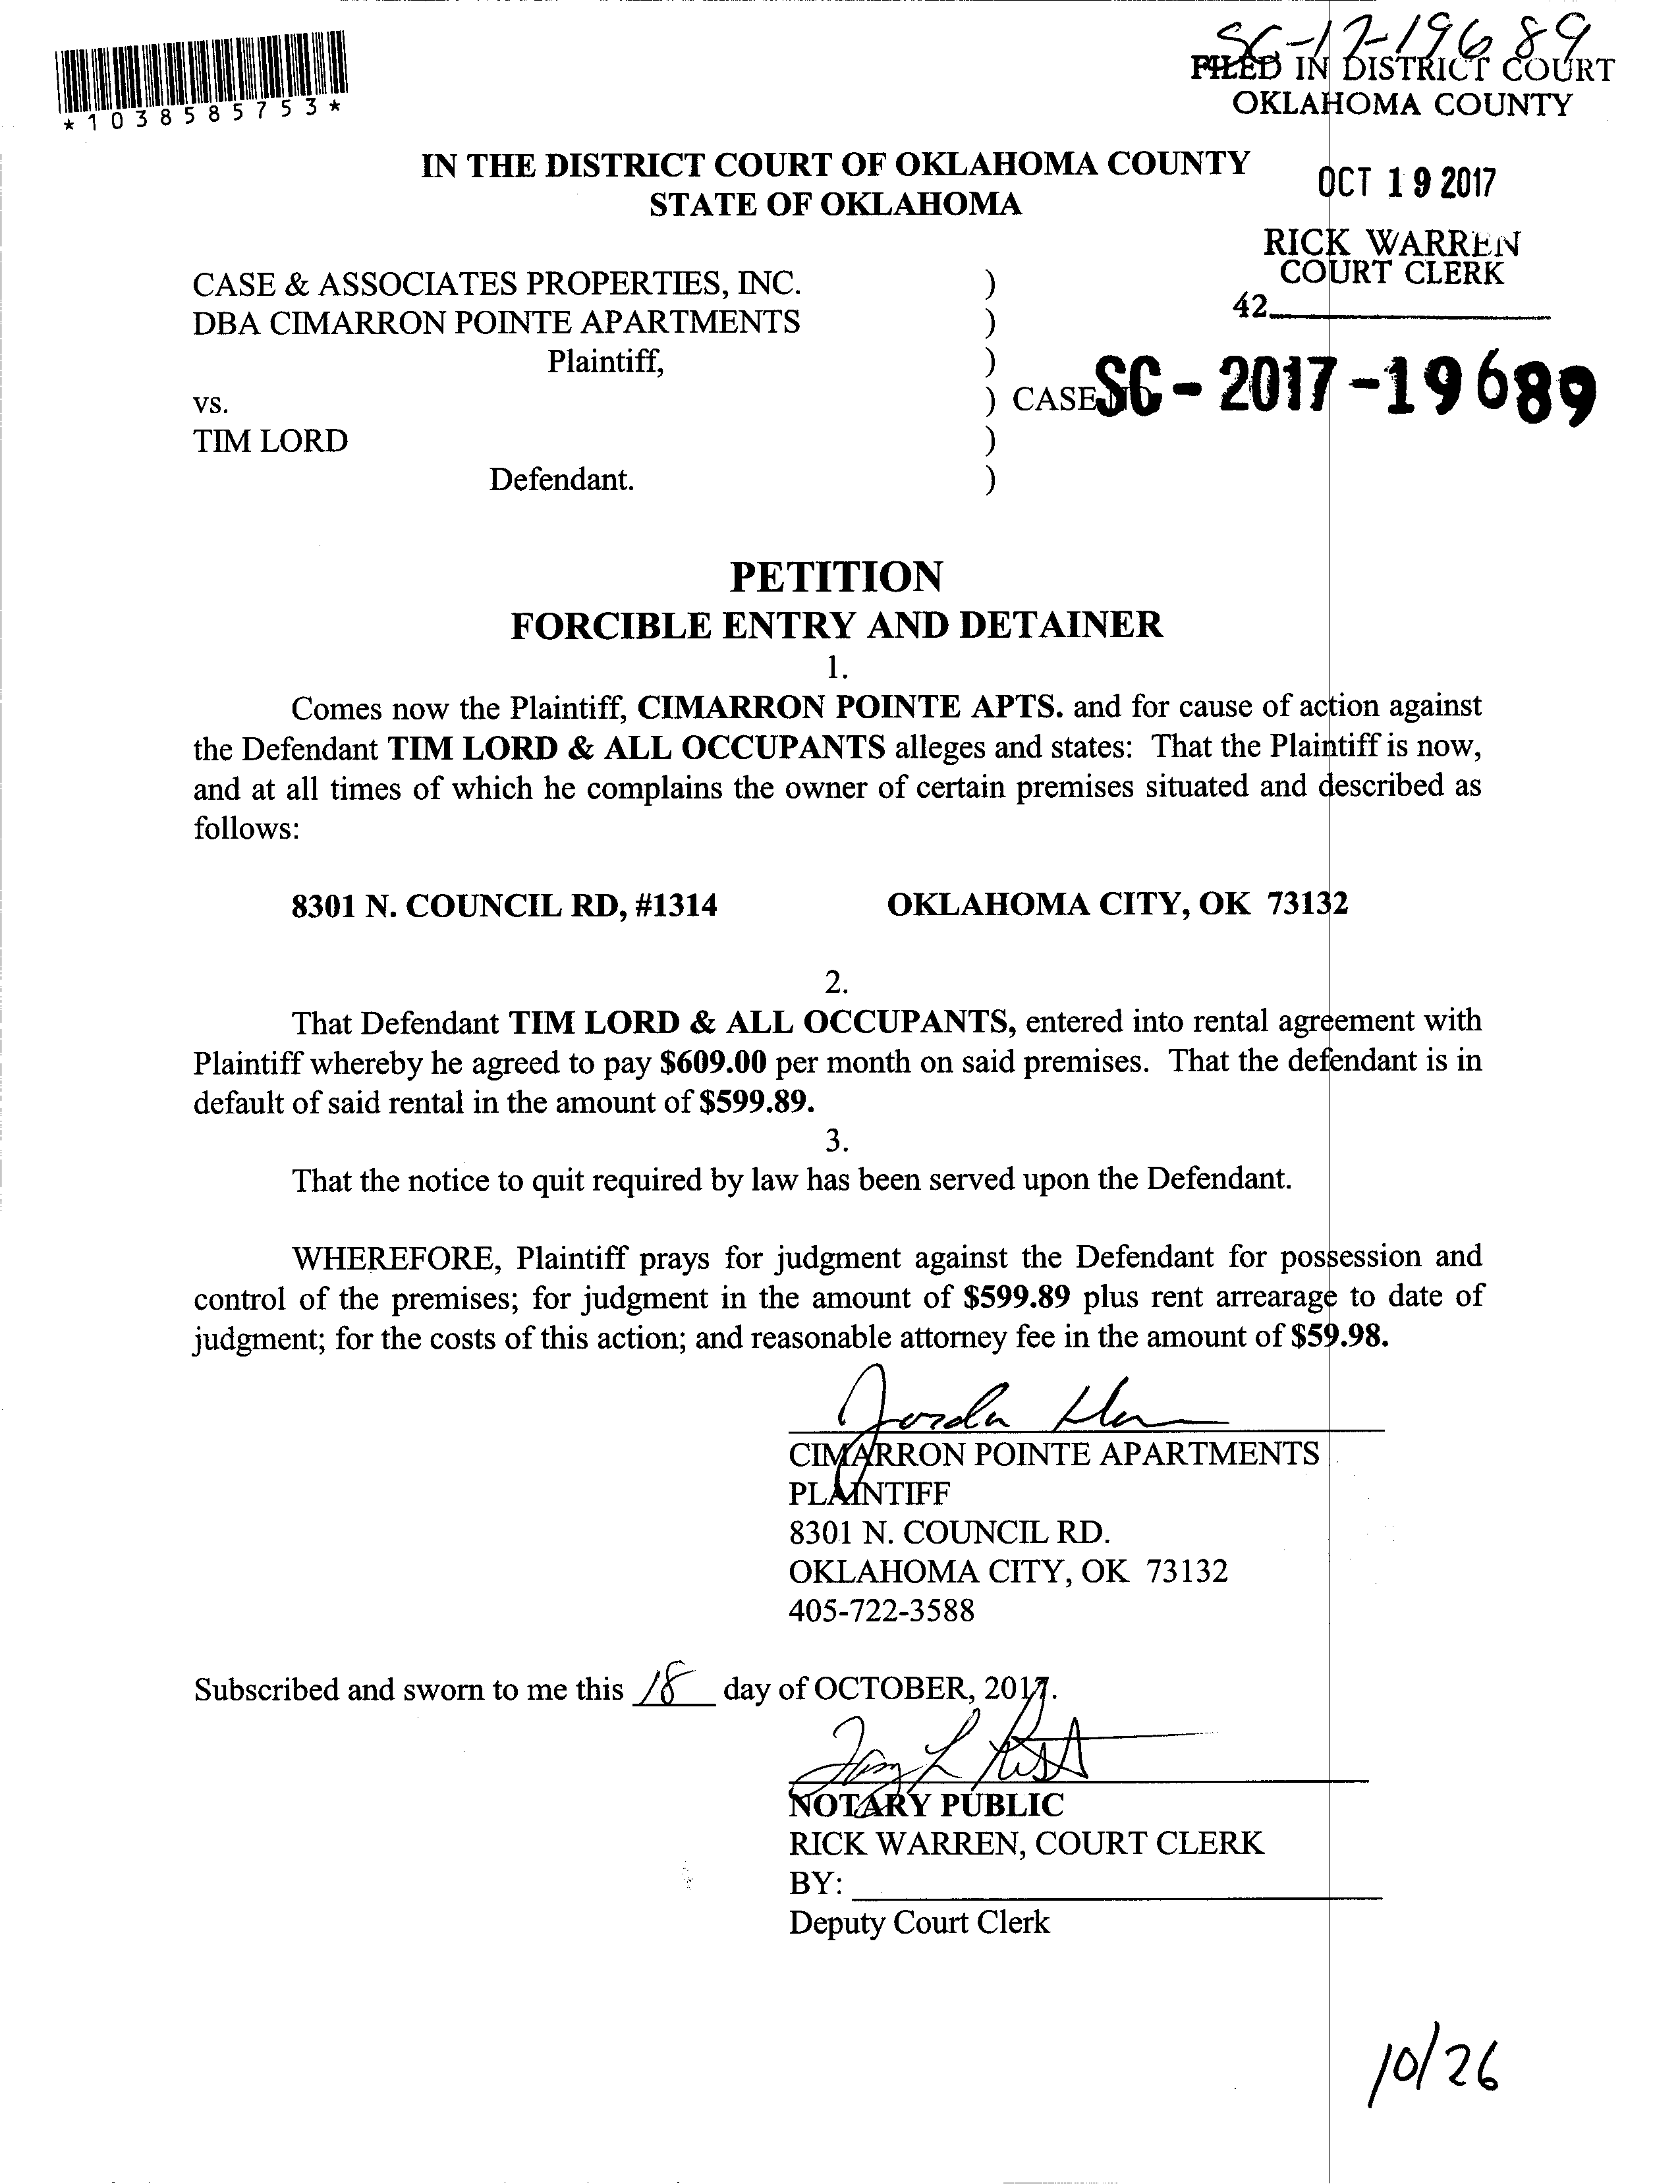 SC-17-19689
*1038585753*
FILED IN DISTRICT COURT
OKLAHOMA COUNTY
IN THE DISTRICT COURT OF OKLAHOMA COUNTY
STATE OF OKLAHOMA
OCT 19 2017
RICK WARREN
COURT CLERK
42
CASE & ASSOCIATES PROPERTIES, INC. )
DBA CIMARRON POINTE APARTMENTS )
Plaintiff, )
vs. ) CASE SC-2017-19689
TIM LORD )
Defendant. )
PETITION
FORCIBLE ENTRY AND DETAINER
1.
Comes now the Plaintiff, CIMARRON POINTE APTS. and for cause of action against
the Defendant TIM LORD & ALL OCCUPANTS alleges and states: That the Plaintiff is now,
and at all times of which he complains the owner of certain premises situated and described as
follows:
8301 N. COUNCIL RD, #1314 OKLAHOMA CITY, OK 73132
2.
That Defendant TIM LORD & ALL OCCUPANTS, entered into rental agreement with
Plaintiff whereby he agreed to pay $609.00 per month on said premises. That the defendant is in
default of said rental in the amount of $599.89.
3.
That the notice to quit required by law has been served upon the Defendant.
WHEREFORE, Plaintiff prays for judgment against the Defendant for possession and
control of the premises; for judgment in the amount of $599.89 plus rent arrearage to date of
judgment; for the costs of this action; and reasonable attorney fee in the amount of $59.98.
CIMARRON POINTE APARTMENTS
PLAINTIFF
8301 N. COUNCIL RD.
OKLAHOMA CITY, OK 73132
405-722-3588
Subscribed and sworn to me this 18 day of OCTOBER, 2017.
NOTARY PUBLIC
RICK WARREN, COURT CLERK
BY:
Deputy Court Clerk
10/26